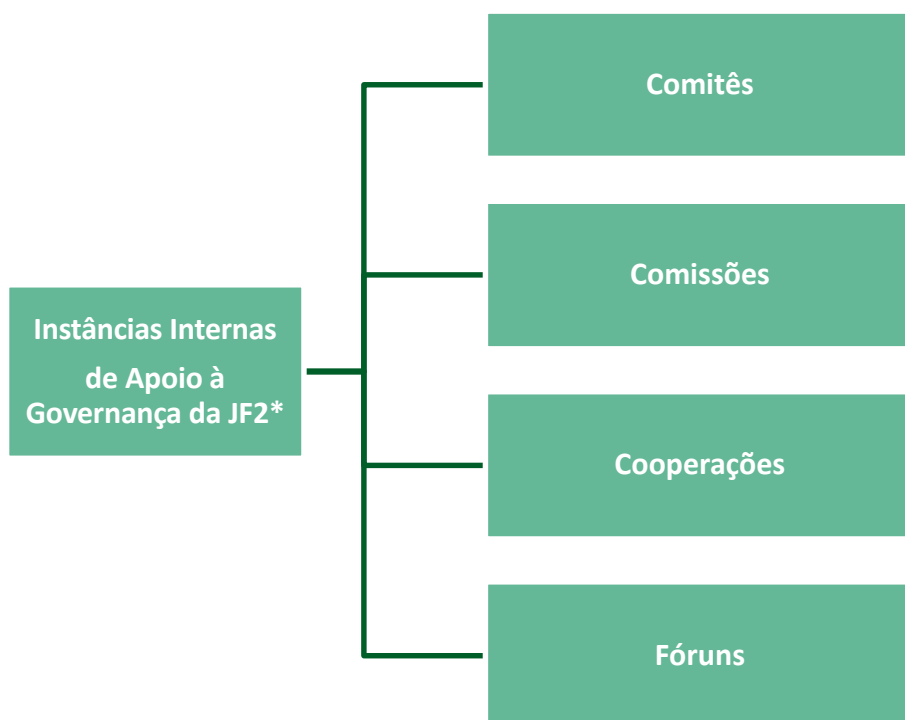 Instâncias Internas
de Apoio à
Governança da JF2*
Comitês
Comissões
Cooperações
Fóruns